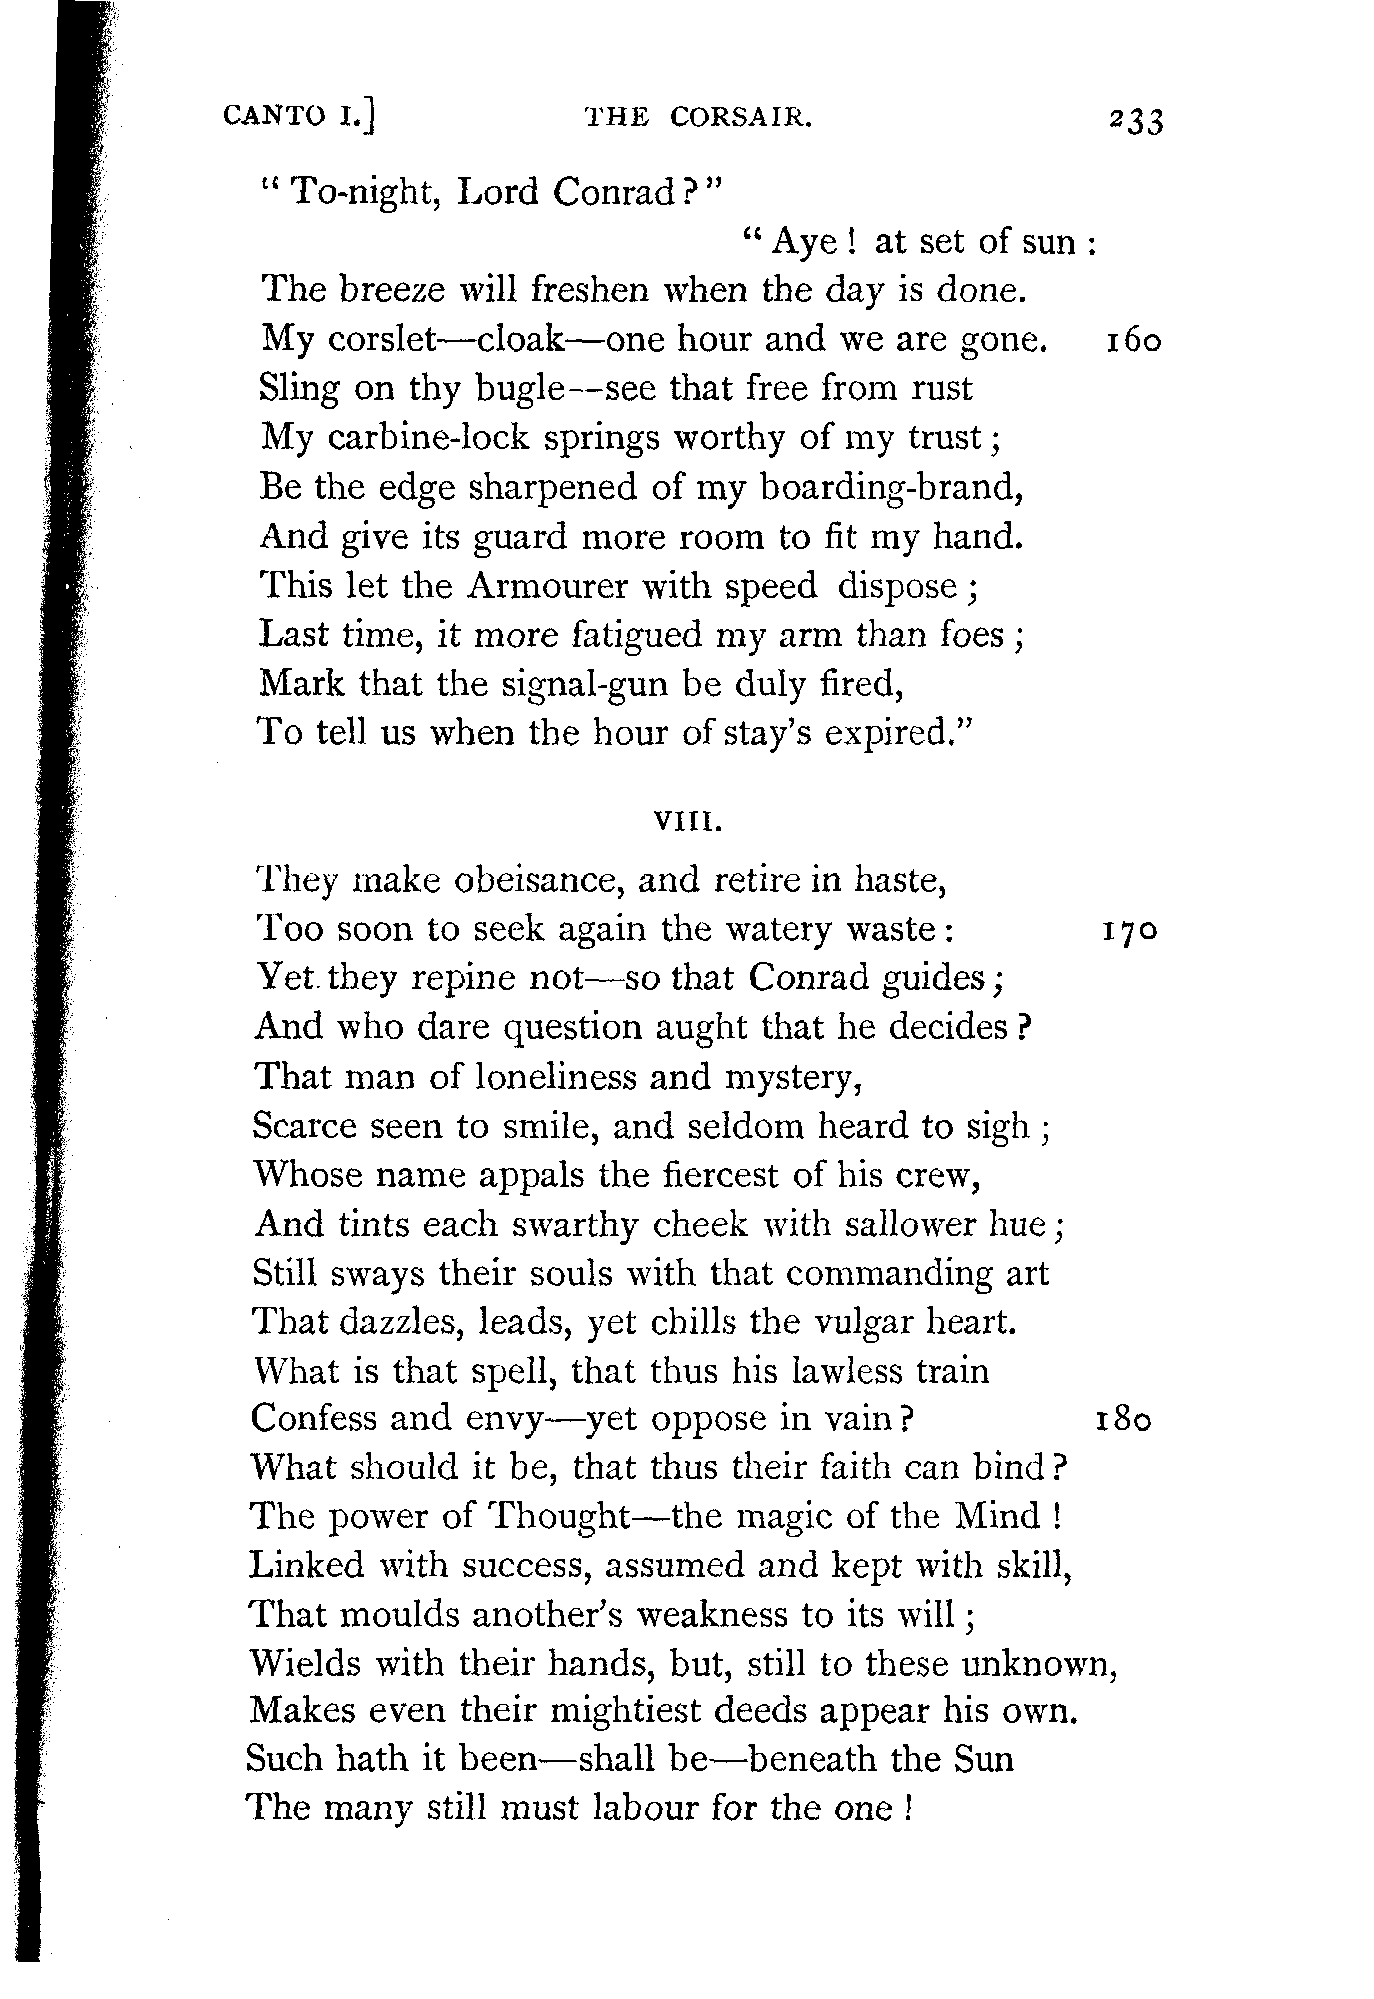 CANTO I.] THE CORSAIR. 233
“ To-night, Lord Conrad ? ”
“ Aye ! at set of sun :
The breeze will freshen when the day is done.
My corslet—cloak—one hour and we are gone. 160
Sling on thy bugle--see that free from rust
My carbine-lock springs worthy of my trust ;
Be the edge sharpened of my boarding-brand,
And give its guard more room to fit my hand.
This let the Armourer with speed dispose ;
Last time, it more fatigued my arm than foes ;
Mark that the signal-gun be duly fired,
To tell us when the hour of stay’s expired.”
VIII.
They make obeisance, and retire in haste,
Too soon to seek again the watery waste : 170
Yet they repine not—so that Conrad guides ;
And who dare question aught that he decides ?
That man of loneliness and mystery,
Scarce seen to smile, and seldom heard to sigh ;
Whose name appals the fiercest of his crew,
And tints each swarthy cheek with sallower hue ;
Still sways their souls with that commanding art
That dazzles, leads, yet chills the vulgar heart.
What is that spell, that thus his lawless train
Confess and envy—yet oppose in vain ? 180
What should it be, that thus their faith can bind ?
The power of Thought—the magic of the Mind !
Linked with success, assumed and kept with skill,
That moulds another’s weakness to its will ;
Wields with their hands, but, still to these unknown,
Makes even their mightiest deeds appear his own.
Such hath it been—shall be—beneath the Sun
The many still must labour for the one !